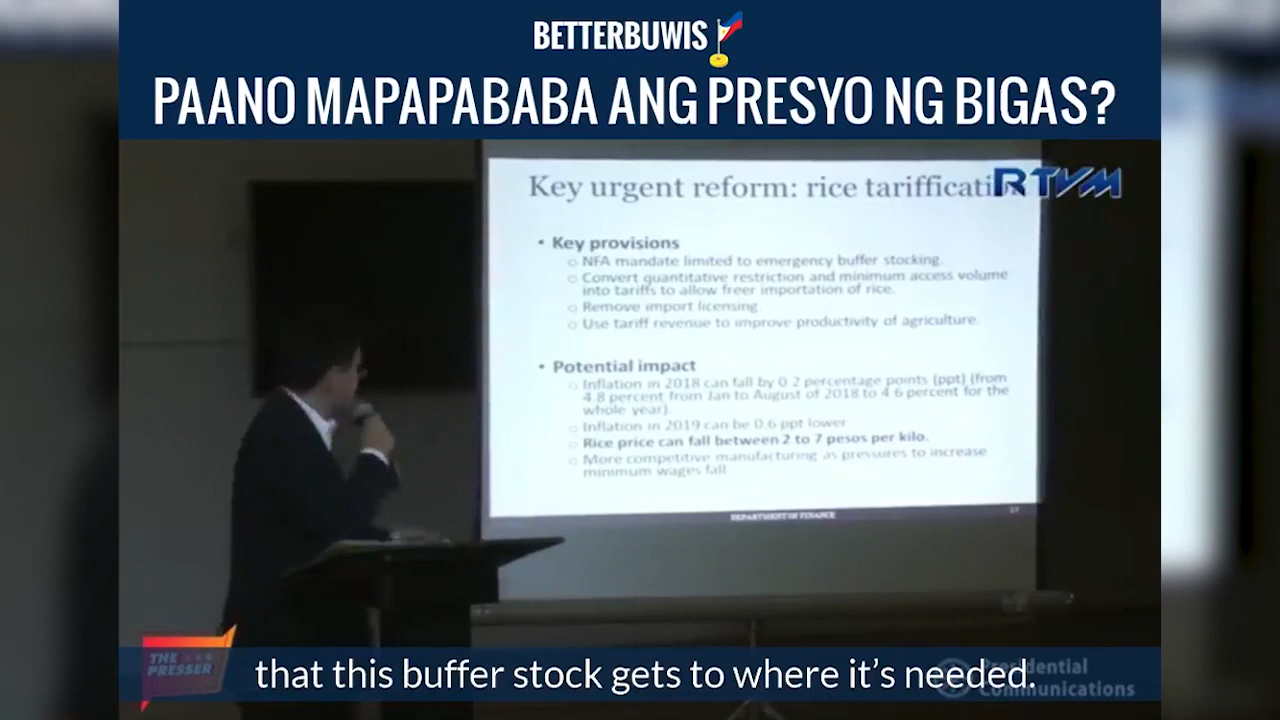 BETTERBUWIS
PAANO MAPAPABABA ANG PRESYO NG BIGAS?
RTVM
Key urgent reform: rice tariffication
• Key provisions
○ NFA mandate limited to emergency buffer stocking.
○ Convert quantitative restriction and minimum access volume
into tariffs to allow freer importation of rice.
○ Remove import licensing.
○ Use tariff revenue to improve productivity of agriculture.
• Potential impact
○ Inflation in 2018 can fall by 0.2 percentage points (ppt) (from
4.8 percent from Jan to August of 2018 to 4.6 percent for the
whole year).
○ Inflation in 2019 can be 0.6 ppt lower.
○ Rice price can fall between 2 to 7 pesos per kilo.
○ More competitive manufacturing as pressures to increase
minimum wages fall.
DEPARTMENT OF FINANCE
THE
PRESSER
that this buffer stock gets to where it's needed.
Presidential
Communications